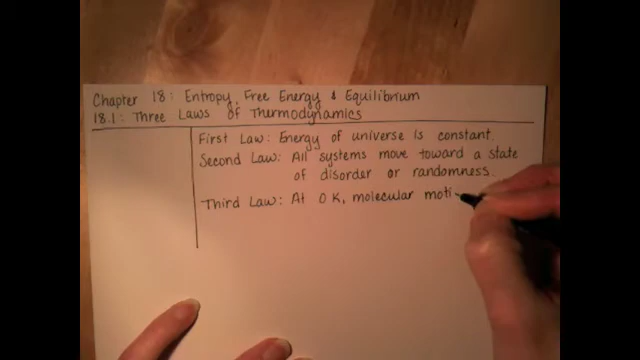 Chapter 18: Entropy, Free Energy & Equilibrium
18.1: Three Laws of Thermodynamics
First Law: Energy of universe is constant.
Second Law: All systems move toward a state
of disorder or randomness.
Third Law: At 0 K, molecular moti